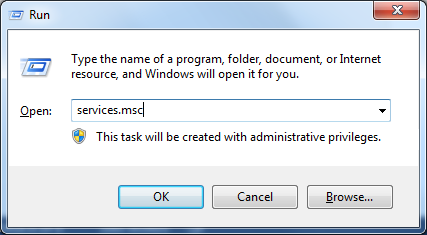 Run
Type the name of a program, folder, document, or Internet
resource, and Windows will open it for you.
Open: services.msc
This task will be created with administrative privileges.
OK Cancel Browse...